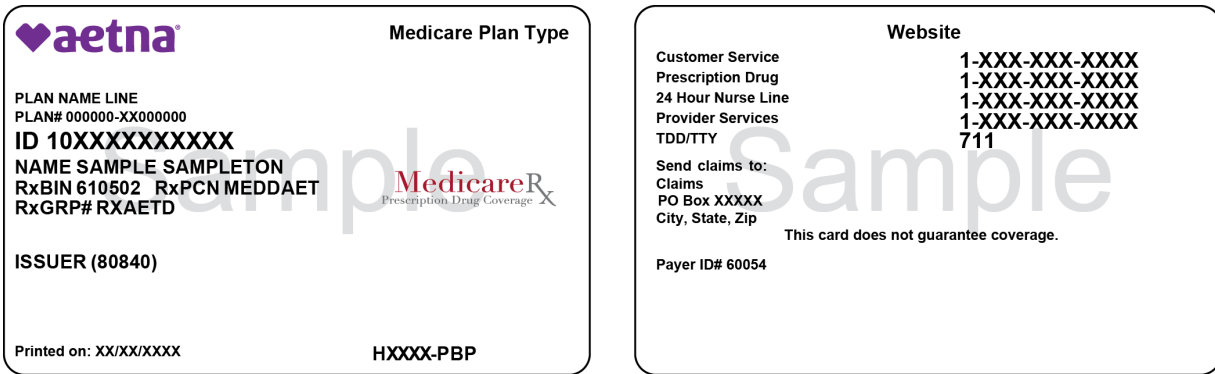 aetna®
Medicare Plan Type
PLAN NAME LINE
PLAN# 000000-XX000000
ID 10XXXXXXXXXX
NAME SAMPLE SAMPLETON
RxBIN 610502 RxPCN MEDDAET
RxGRP# RXAETD
MedicareRx
Prescription Drug Coverage
ISSUER (80840)
Printed on: XX/XX/XXXX
HXXXX-PBP
Sample
Website
Customer Service 1-XXX-XXX-XXXX
Prescription Drug 1-XXX-XXX-XXXX
24 Hour Nurse Line 1-XXX-XXX-XXXX
Provider Services 1-XXX-XXX-XXXX
TDD/TTY 711
Send claims to:
Claims
PO Box XXXXX
City, State, Zip
This card does not guarantee coverage.
Payer ID# 60054
Sample